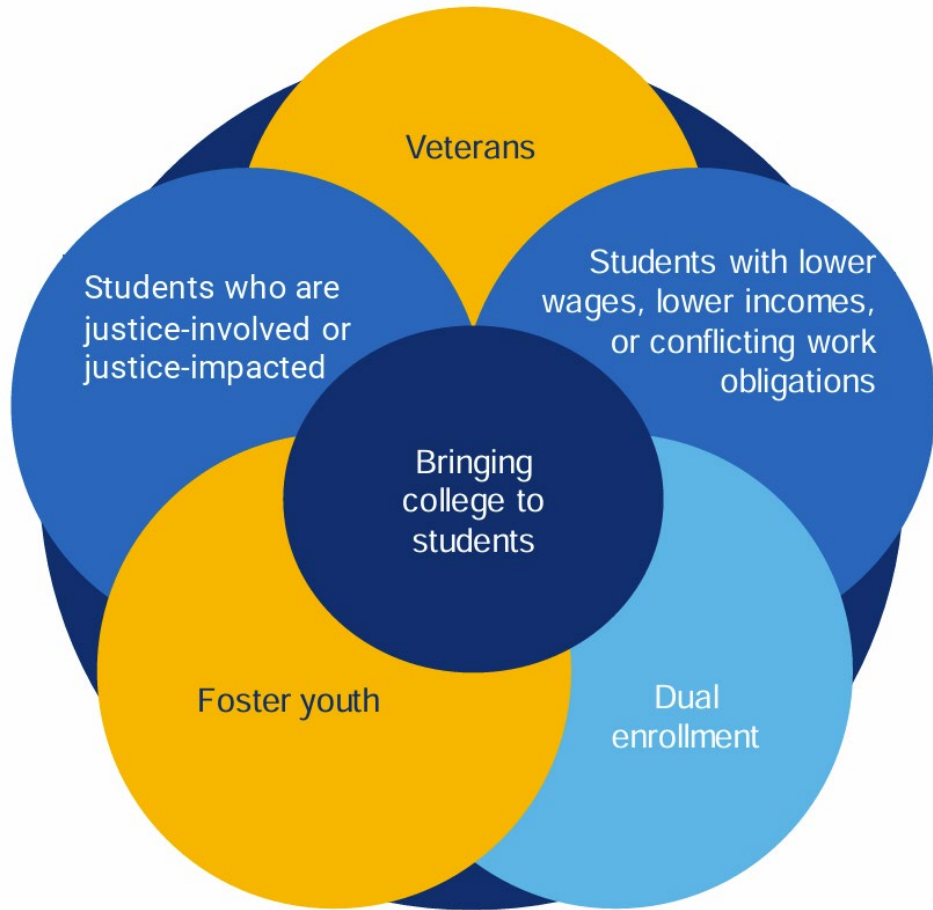 Veterans
Students who are
justice-involved or
justice-impacted
Students with lower
wages, lower incomes,
or conflicting work
obligations
Bringing
college to
students
Foster youth
Dual
enrollment